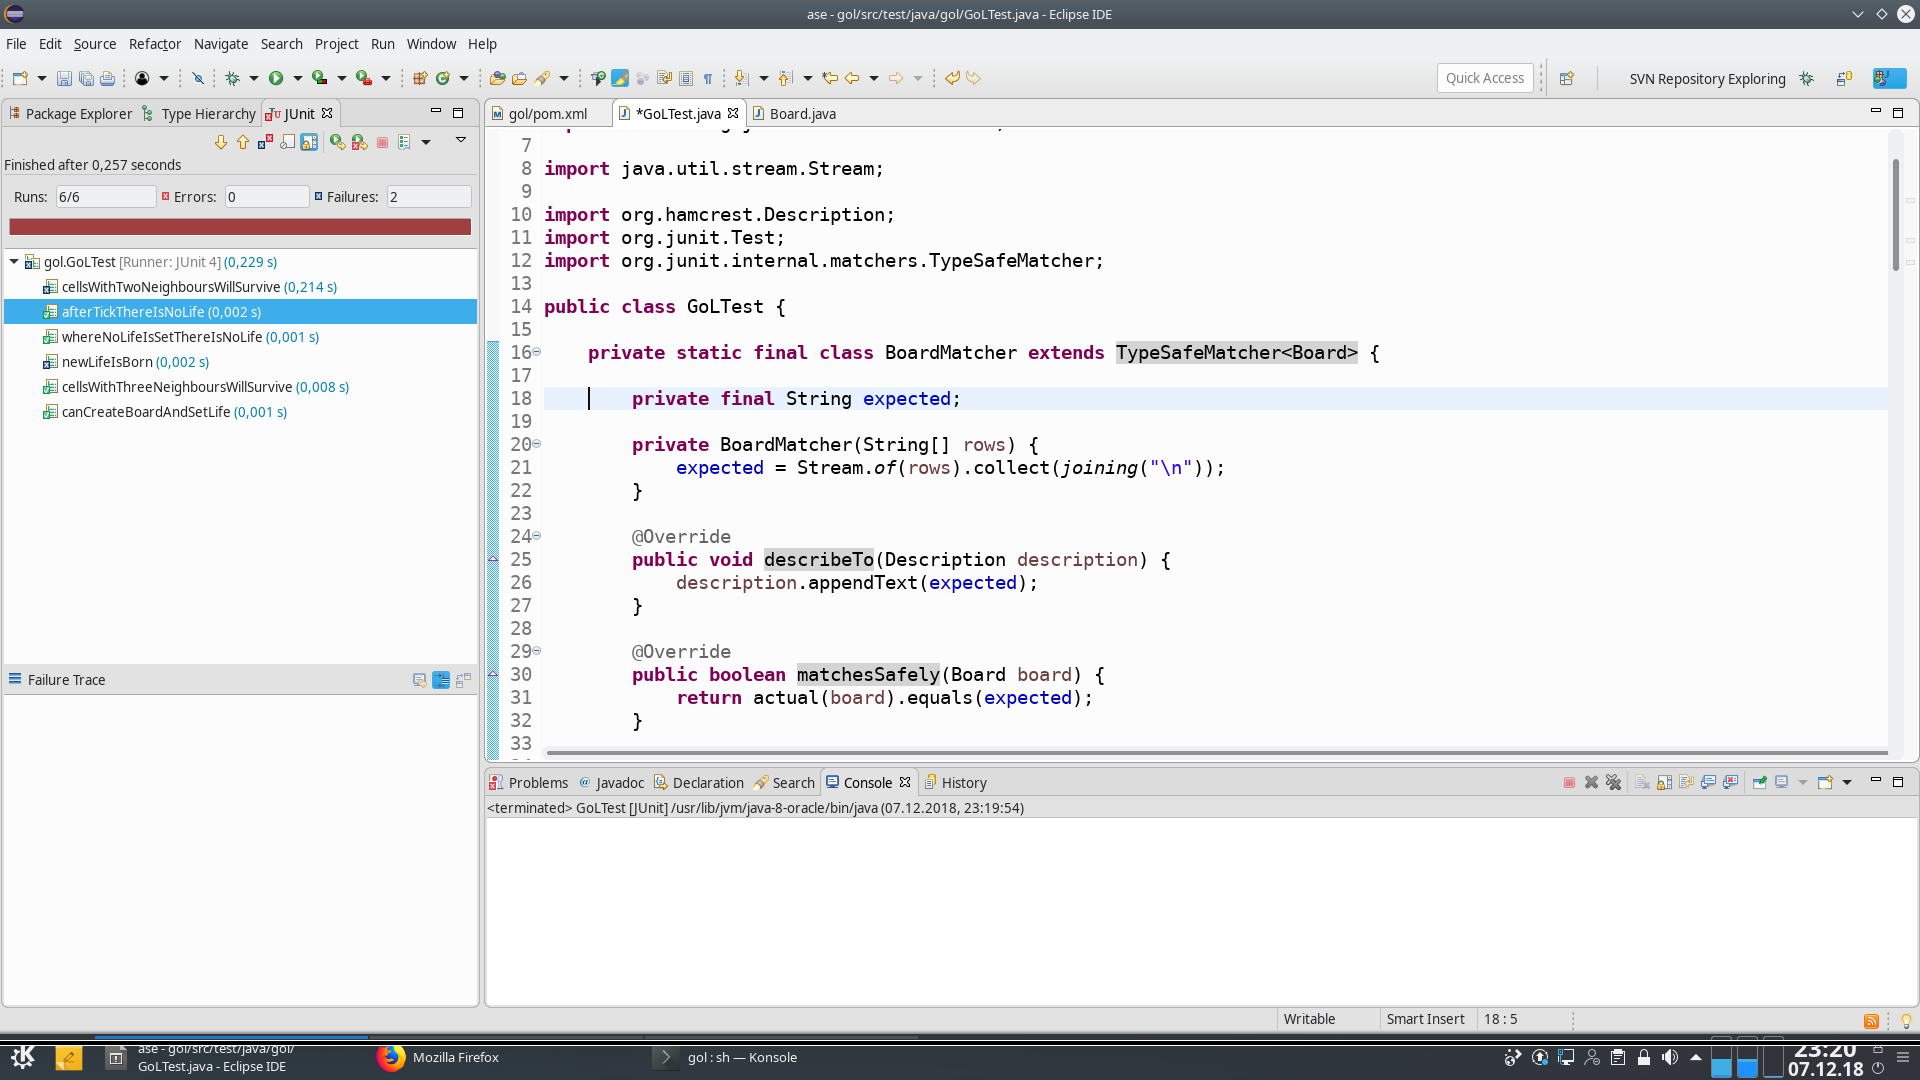 ase - gol/src/test/java/gol/GoLTest.java - Eclipse IDE
File Edit Source Refactor Navigate Search Project Run Window Help
Quick Access
SVN Repository Exploring
Package Explorer Type Hierarchy JUnit
Finished after 0,257 seconds
Runs: 6/6 Errors: 0 Failures: 2
gol.GoLTest [Runner: JUnit 4] (0,229 s)
cellsWithTwoNeighboursWillSurvive (0,214 s)
afterTickThereIsNoLife (0,002 s)
whereNoLifeIsSetThereIsNoLife (0,001 s)
newLifeIsBorn (0,002 s)
cellsWithThreeNeighboursWillSurvive (0,008 s)
canCreateBoardAndSetLife (0,001 s)
Failure Trace
gol/pom.xml *GoLTest.java Board.java
7
8 import java.util.stream.Stream;
9
10 import org.hamcrest.Description;
11 import org.junit.Test;
12 import org.junit.internal.matchers.TypeSafeMatcher;
13
14 public class GoLTest {
15
16 private static final class BoardMatcher extends TypeSafeMatcher<Board> {
17
18 private final String expected;
19
20 private BoardMatcher(String[] rows) {
21 expected = Stream.of(rows).collect(joining("\n"));
22 }
23
24 @Override
25 public void describeTo(Description description) {
26 description.appendText(expected);
27 }
28
29 @Override
30 public boolean matchesSafely(Board board) {
31 return actual(board).equals(expected);
32 }
33
Problems Javadoc Declaration Search Console History
<terminated> GoLTest [JUnit] /usr/lib/jvm/java-8-oracle/bin/java (07.12.2018, 23:19:54)
Writable Smart Insert 18 : 5
ase - gol/src/test/java/gol/
GoLTest.java - Eclipse IDE
Mozilla Firefox
gol : sh — Konsole
23:20
07.12.18